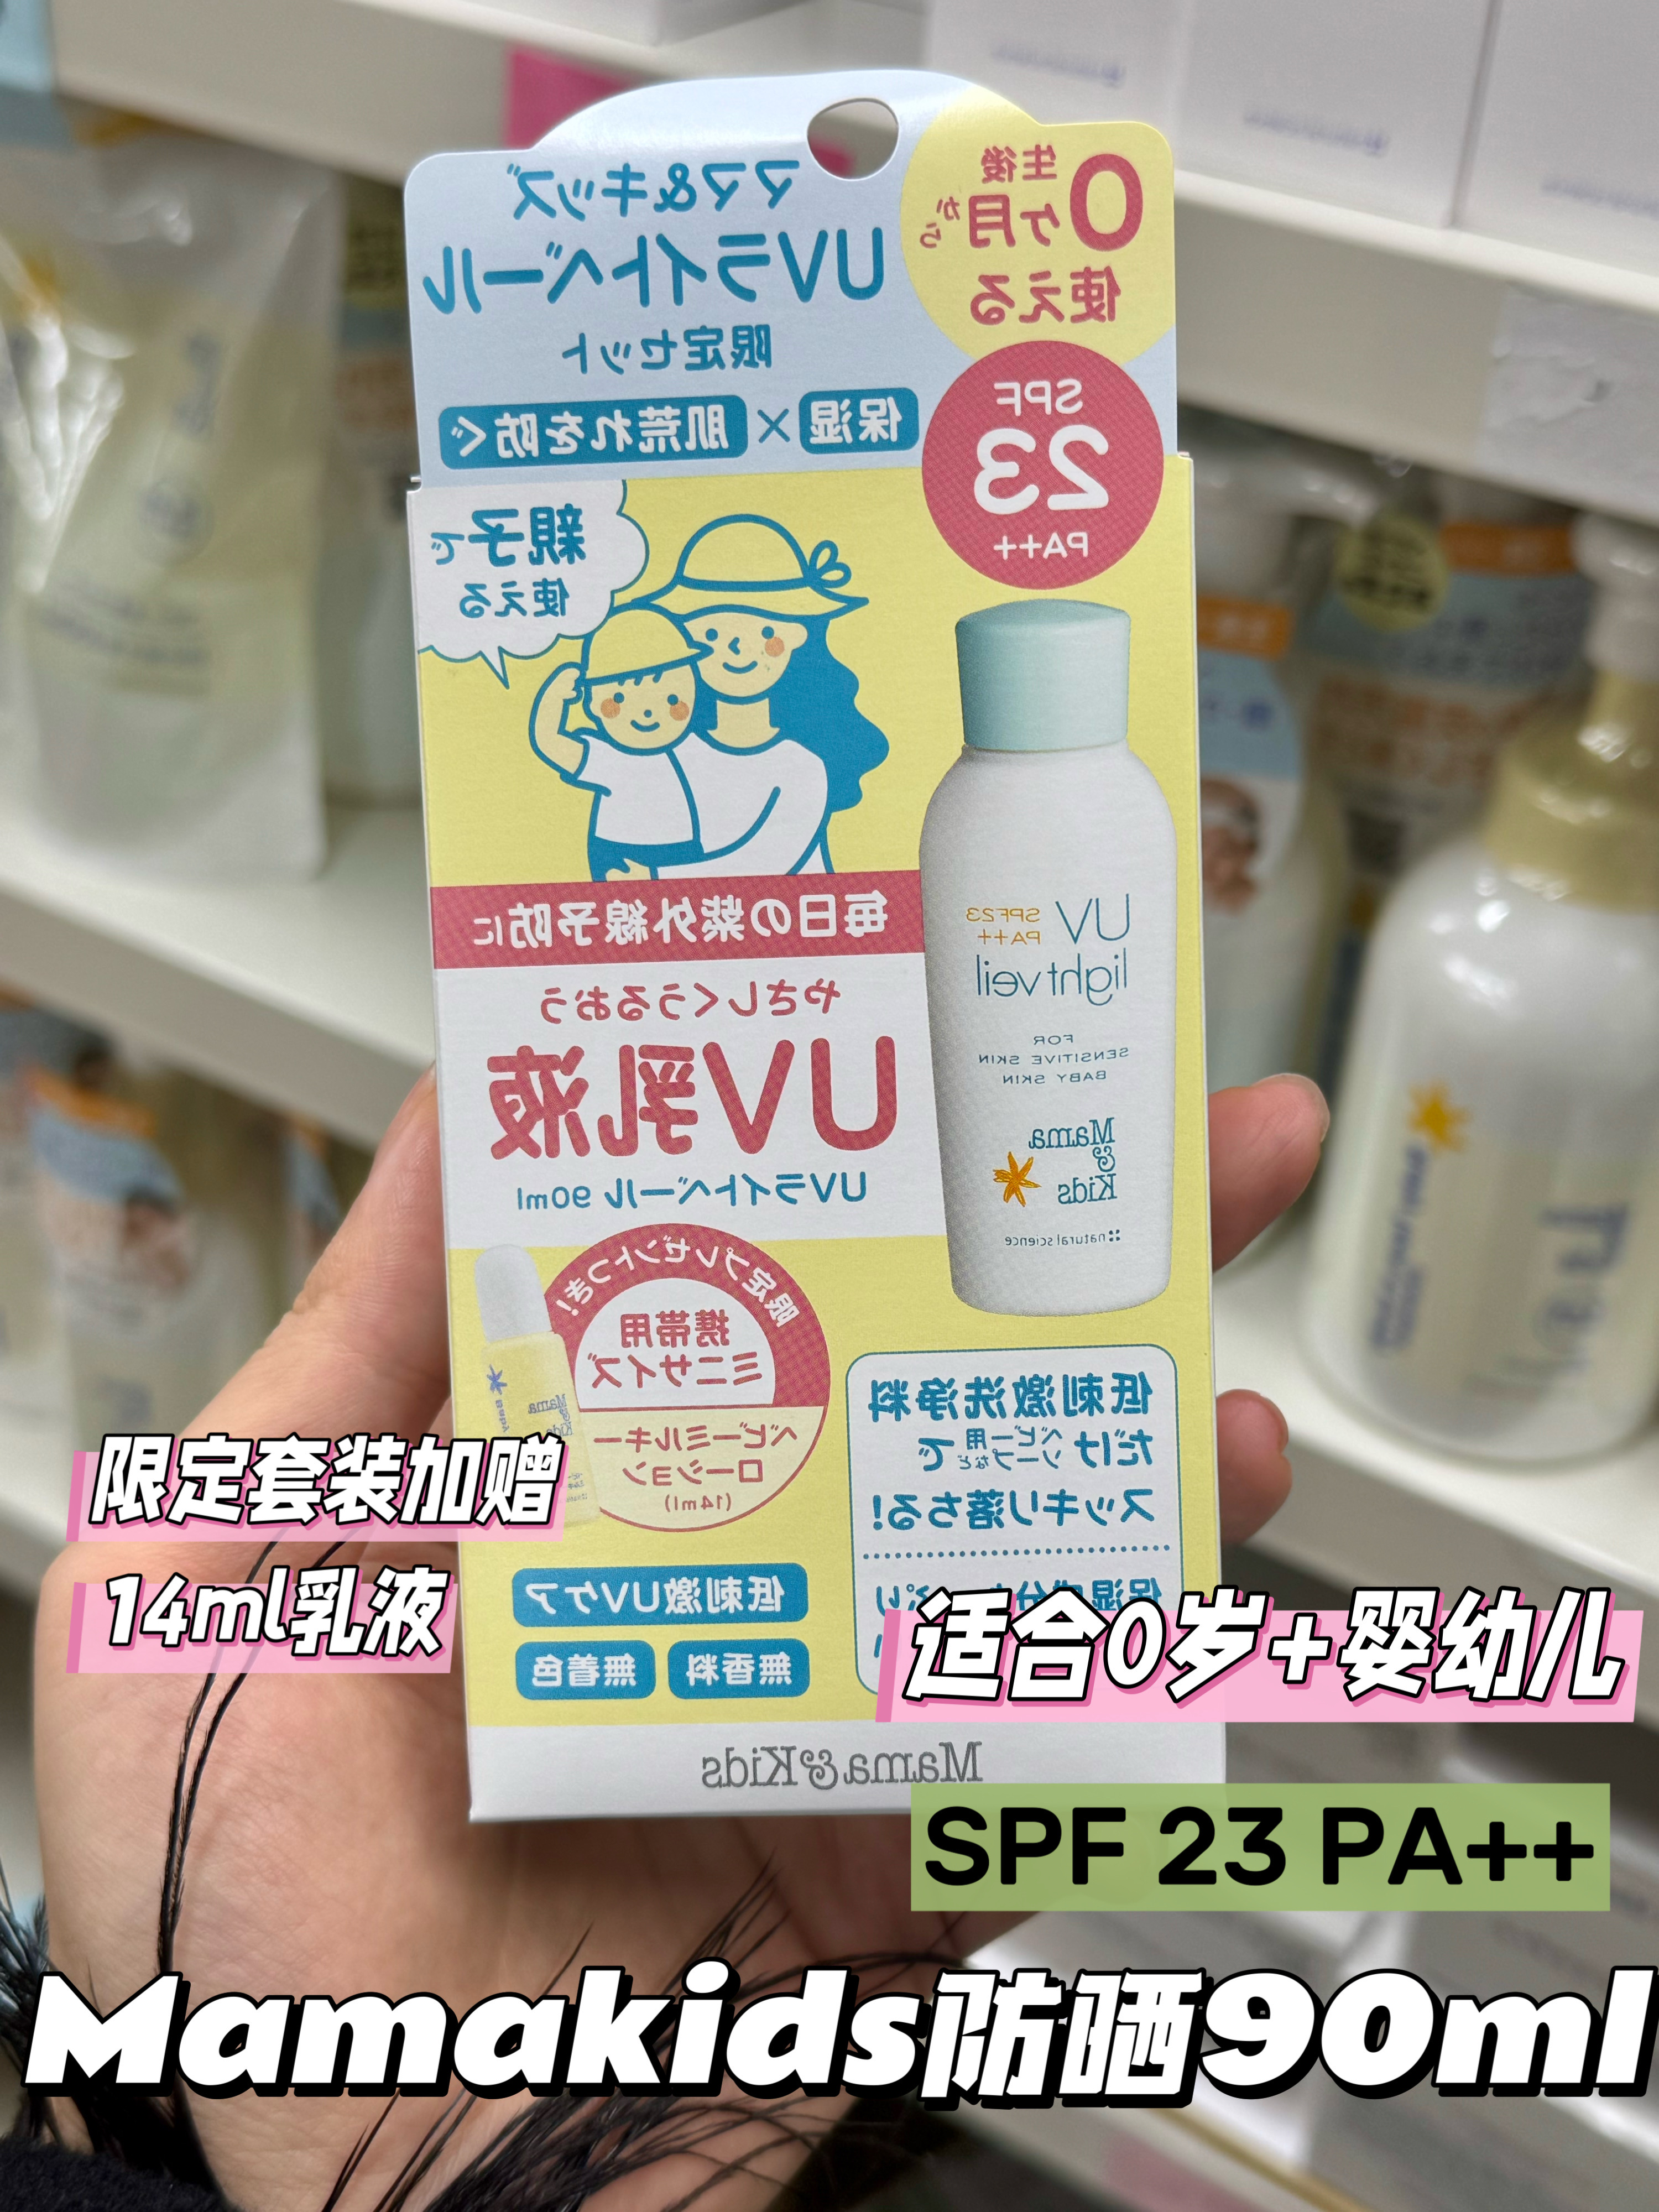 ママ&キッズ
UVライトベール
限定セット
保湿×肌荒れを防ぐ
生後
0ヶ月から
使える
SPF
23
PA++
親子で
使える
毎日の紫外線予防に
やさしくうるおう
UV乳液
UVライトベール 90ml
UV SPF23
PA++
light veil
FOR
SENSITIVE SKIN
BABY SKIN
Mama
&
Kids
natural science
限定プレゼントつき!
携帯用
ミニサイズ
ベビーミルキー
ローション
(14ml)
Baby
Mama
&
Kids
低刺激洗浄料
だけ ベビー用ソープなど で
スッキリ落ちる!
低刺激UVケア
無香料
無着色
Mama&Kids
限定套装加赠
14ml乳液
适合0岁+婴幼儿
SPF 23 PA++
Mamakids防晒90ml